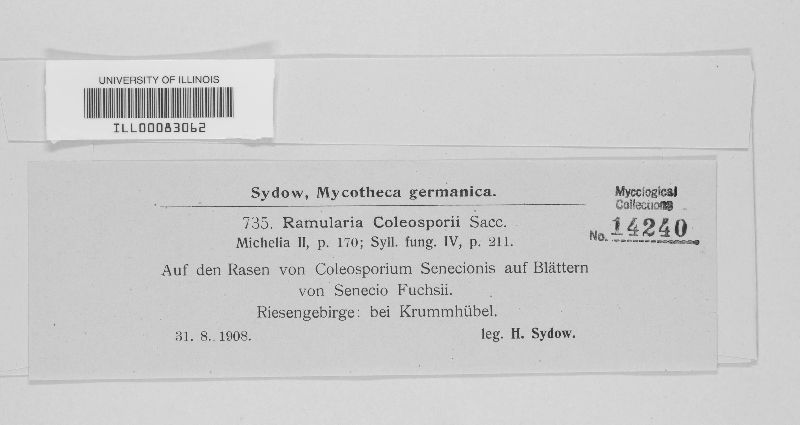 UNIVERSITY OF ILLINOIS
ILL00083062
Sydow, Mycotheca germanica.
735. Ramularia Coleosporii Sacc.
Michelia II, p. 170; Syll. fung. IV, p. 211.
Auf den Rasen von Coleosporium Senecionis auf Blättern
von Senecio Fuchsii.
Riesengebirge: bei Krummhübel.
31. 8. 1908. leg. H. Sydow.
Mycological
Collections
No. 14240